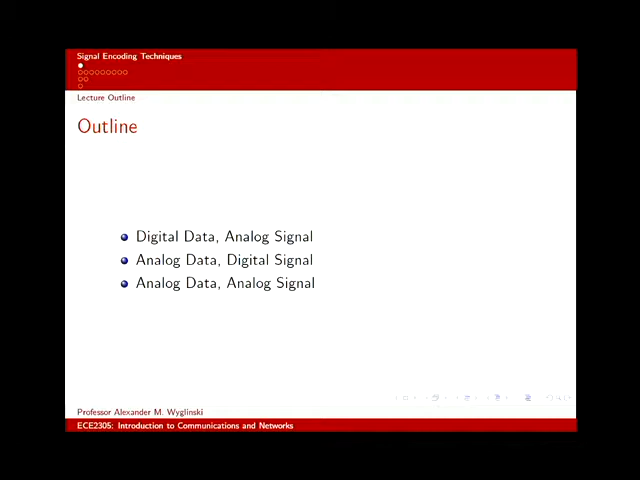 Signal Encoding Techniques
Lecture Outline
Outline
Digital Data, Analog Signal
Analog Data, Digital Signal
Analog Data, Analog Signal
Professor Alexander M. Wyglinski
ECE2305: Introduction to Communications and Networks